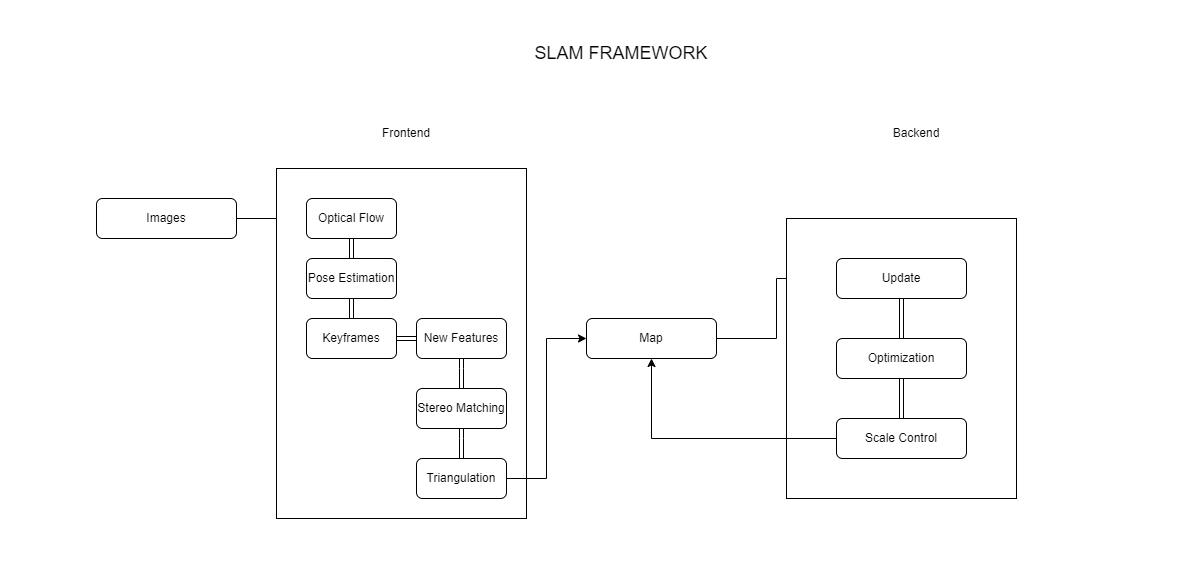 SLAM FRAMEWORK
Frontend
Backend
Images
Optical Flow
Pose Estimation
Keyframes
New Features
Stereo Matching
Triangulation
Map
Update
Optimization
Scale Control